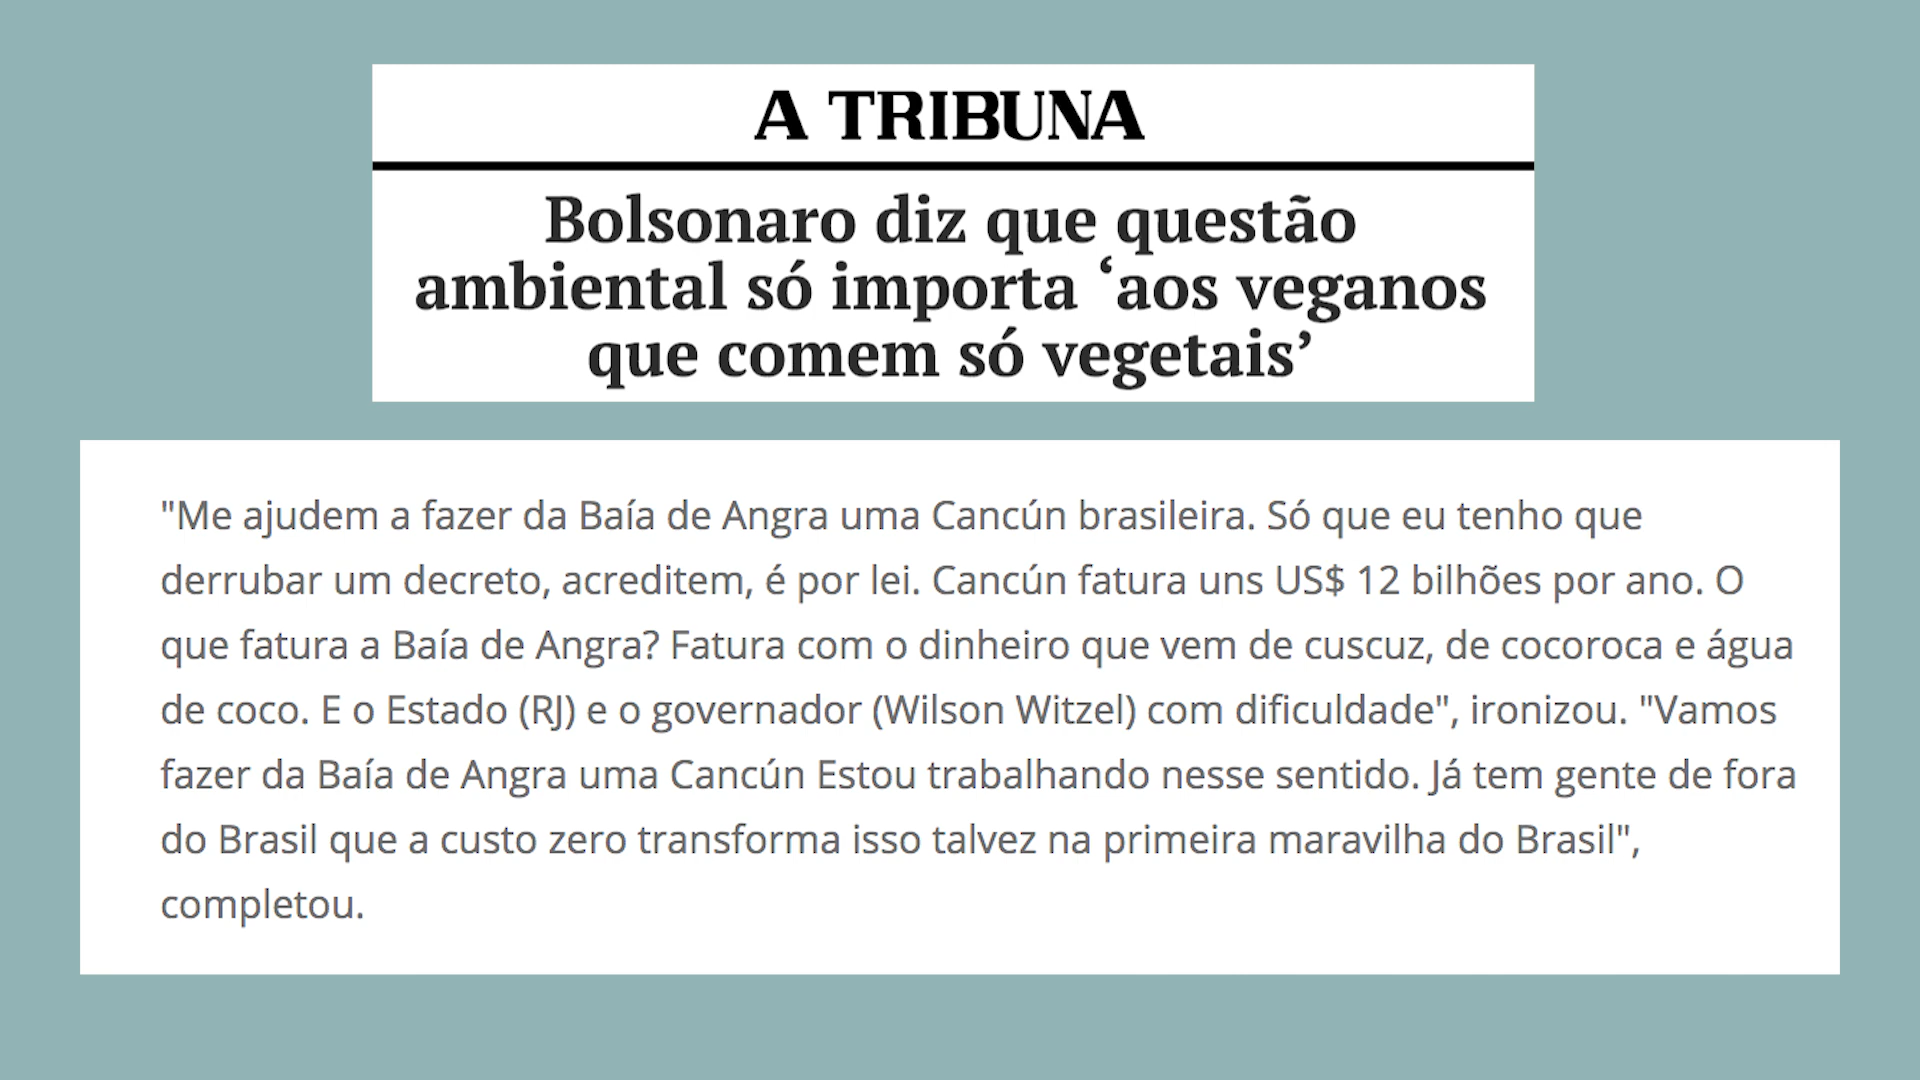 A TRIBUNA
Bolsonaro diz que questão
ambiental só importa ‘aos veganos
que comem só vegetais’
"Me ajudem a fazer da Baía de Angra uma Cancún brasileira. Só que eu tenho que
derrubar um decreto, acreditem, é por lei. Cancún fatura uns US$ 12 bilhões por ano. O
que fatura a Baía de Angra? Fatura com o dinheiro que vem de cuscuz, de cocoroca e água
de coco. E o Estado (RJ) e o governador (Wilson Witzel) com dificuldade", ironizou. "Vamos
fazer da Baía de Angra uma Cancún Estou trabalhando nesse sentido. Já tem gente de fora
do Brasil que a custo zero transforma isso talvez na primeira maravilha do Brasil",
completou.